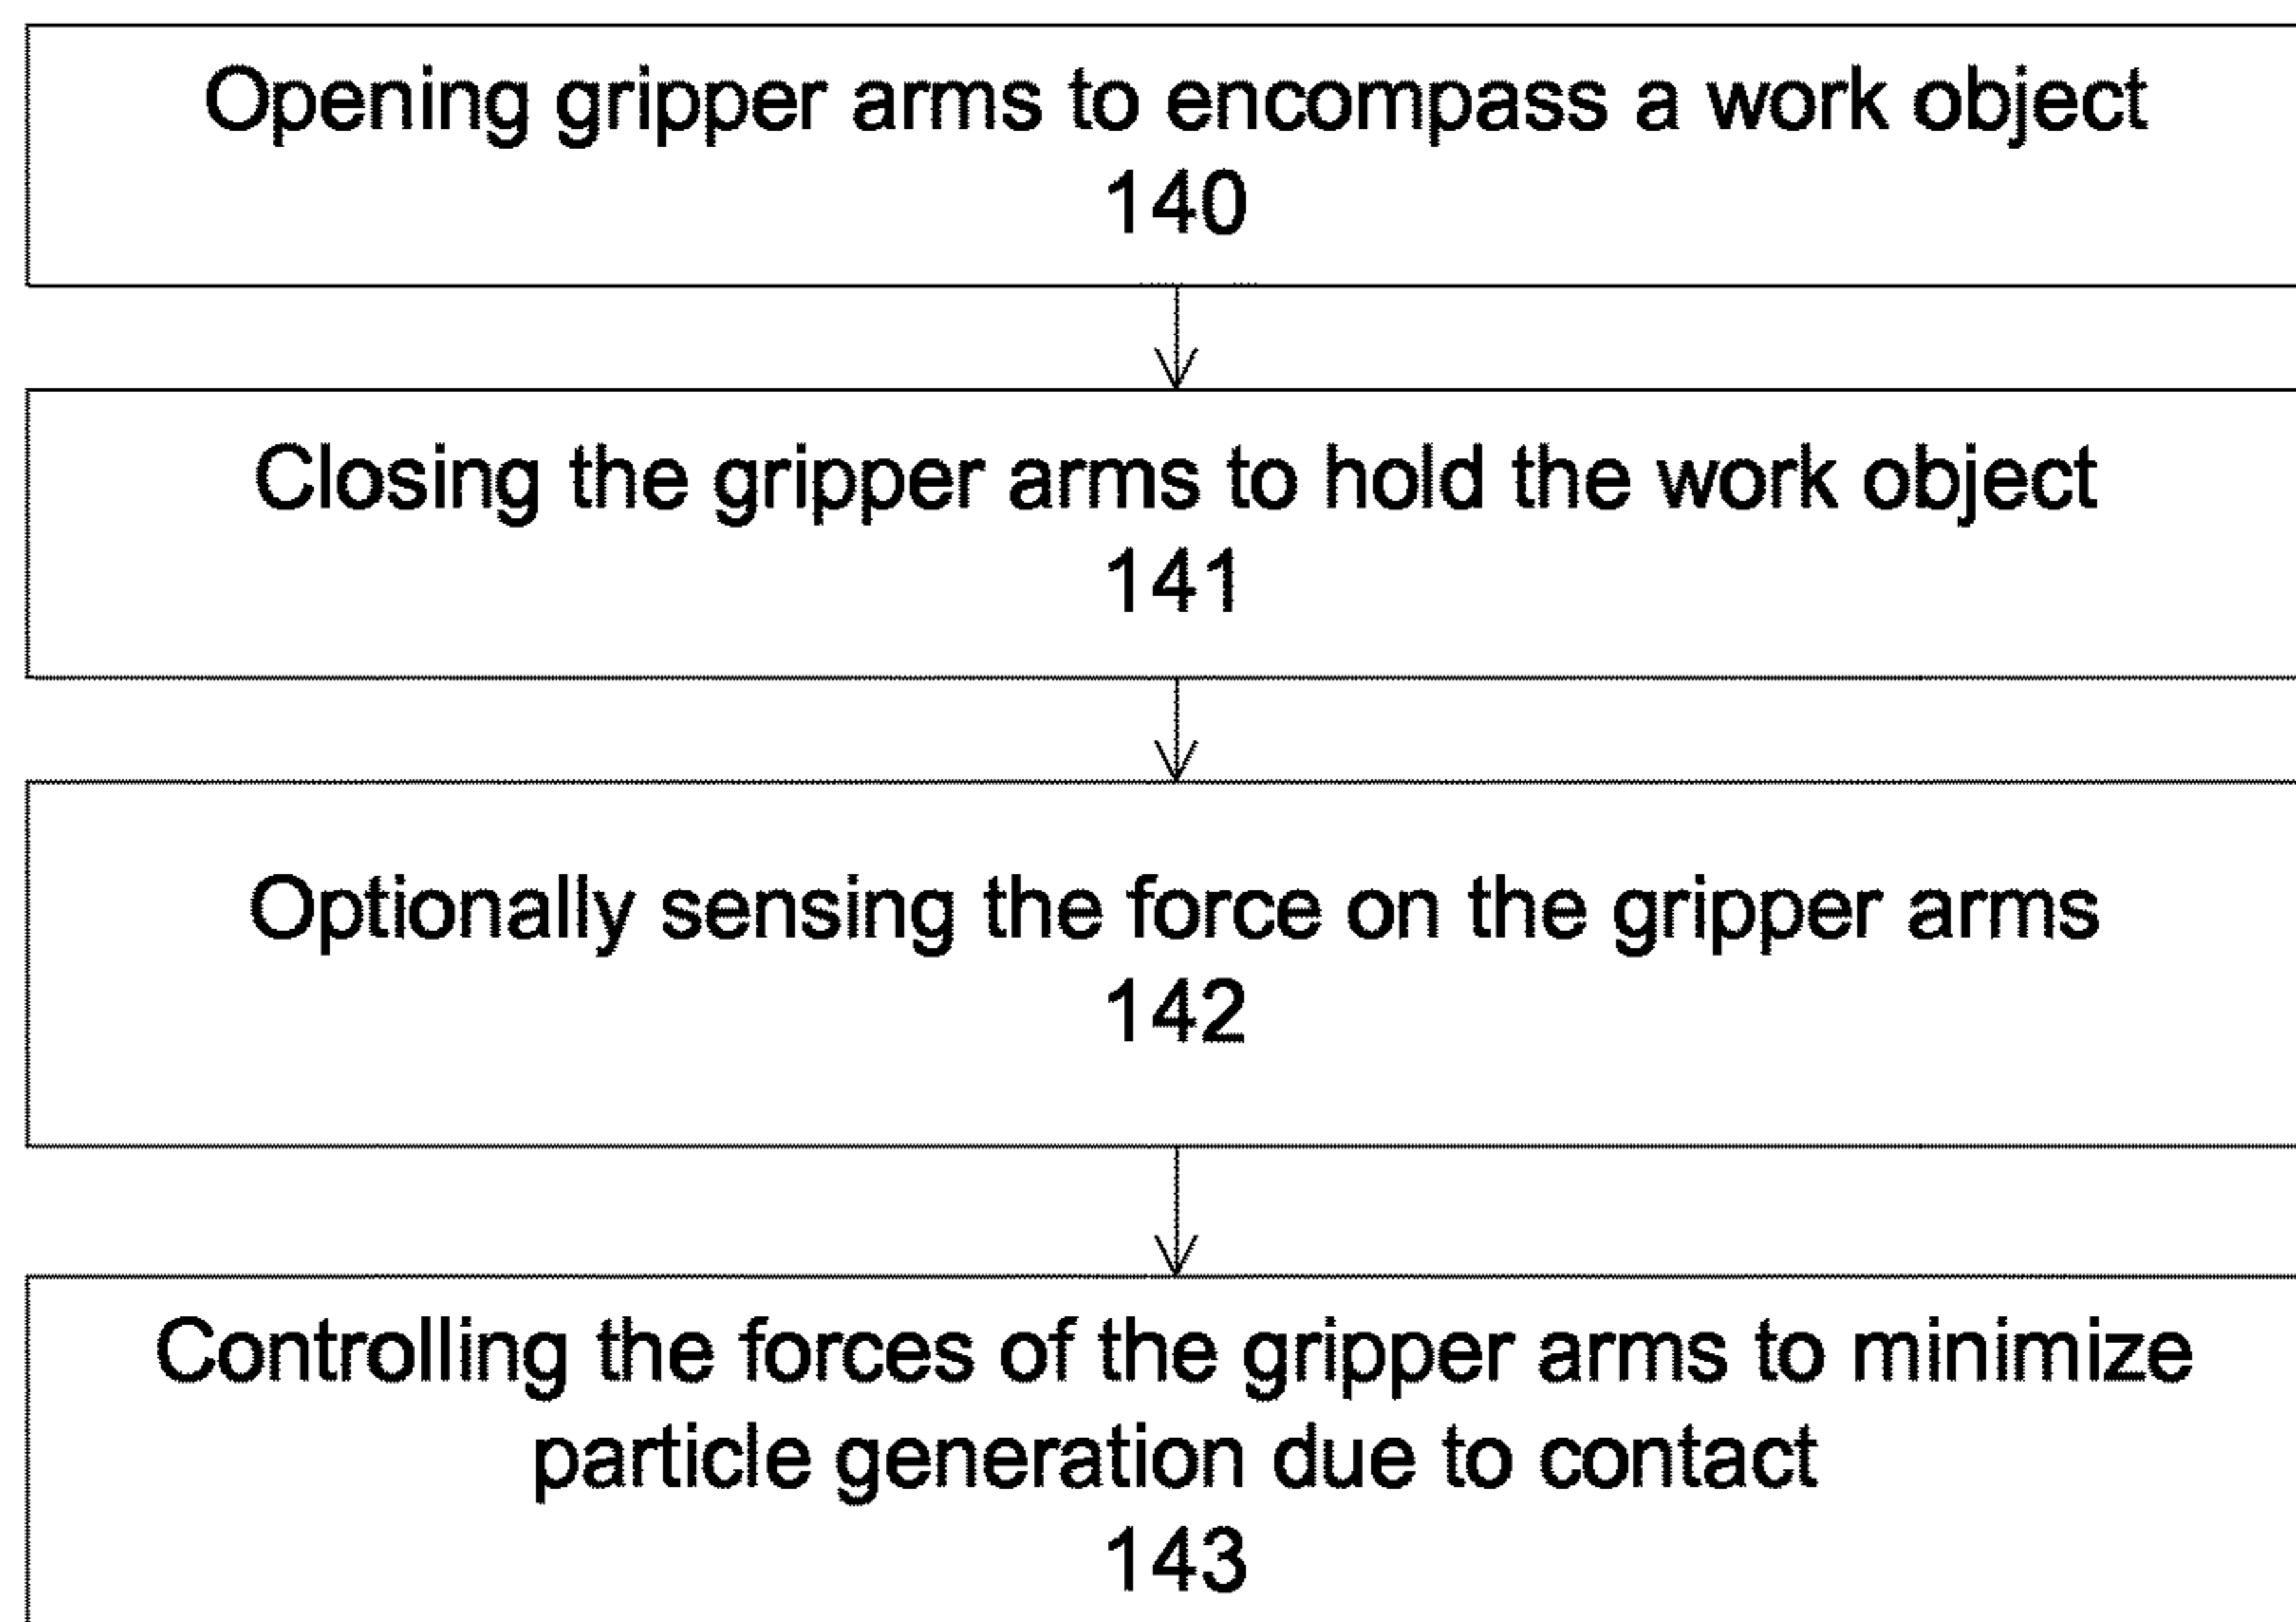 Opening gripper arms to encompass a work object
140
Closing the gripper arms to hold the work object
141
Optionally sensing the force on the gripper arms
142
Controlling the forces of the gripper arms to minimize
particle generation due to contact
143